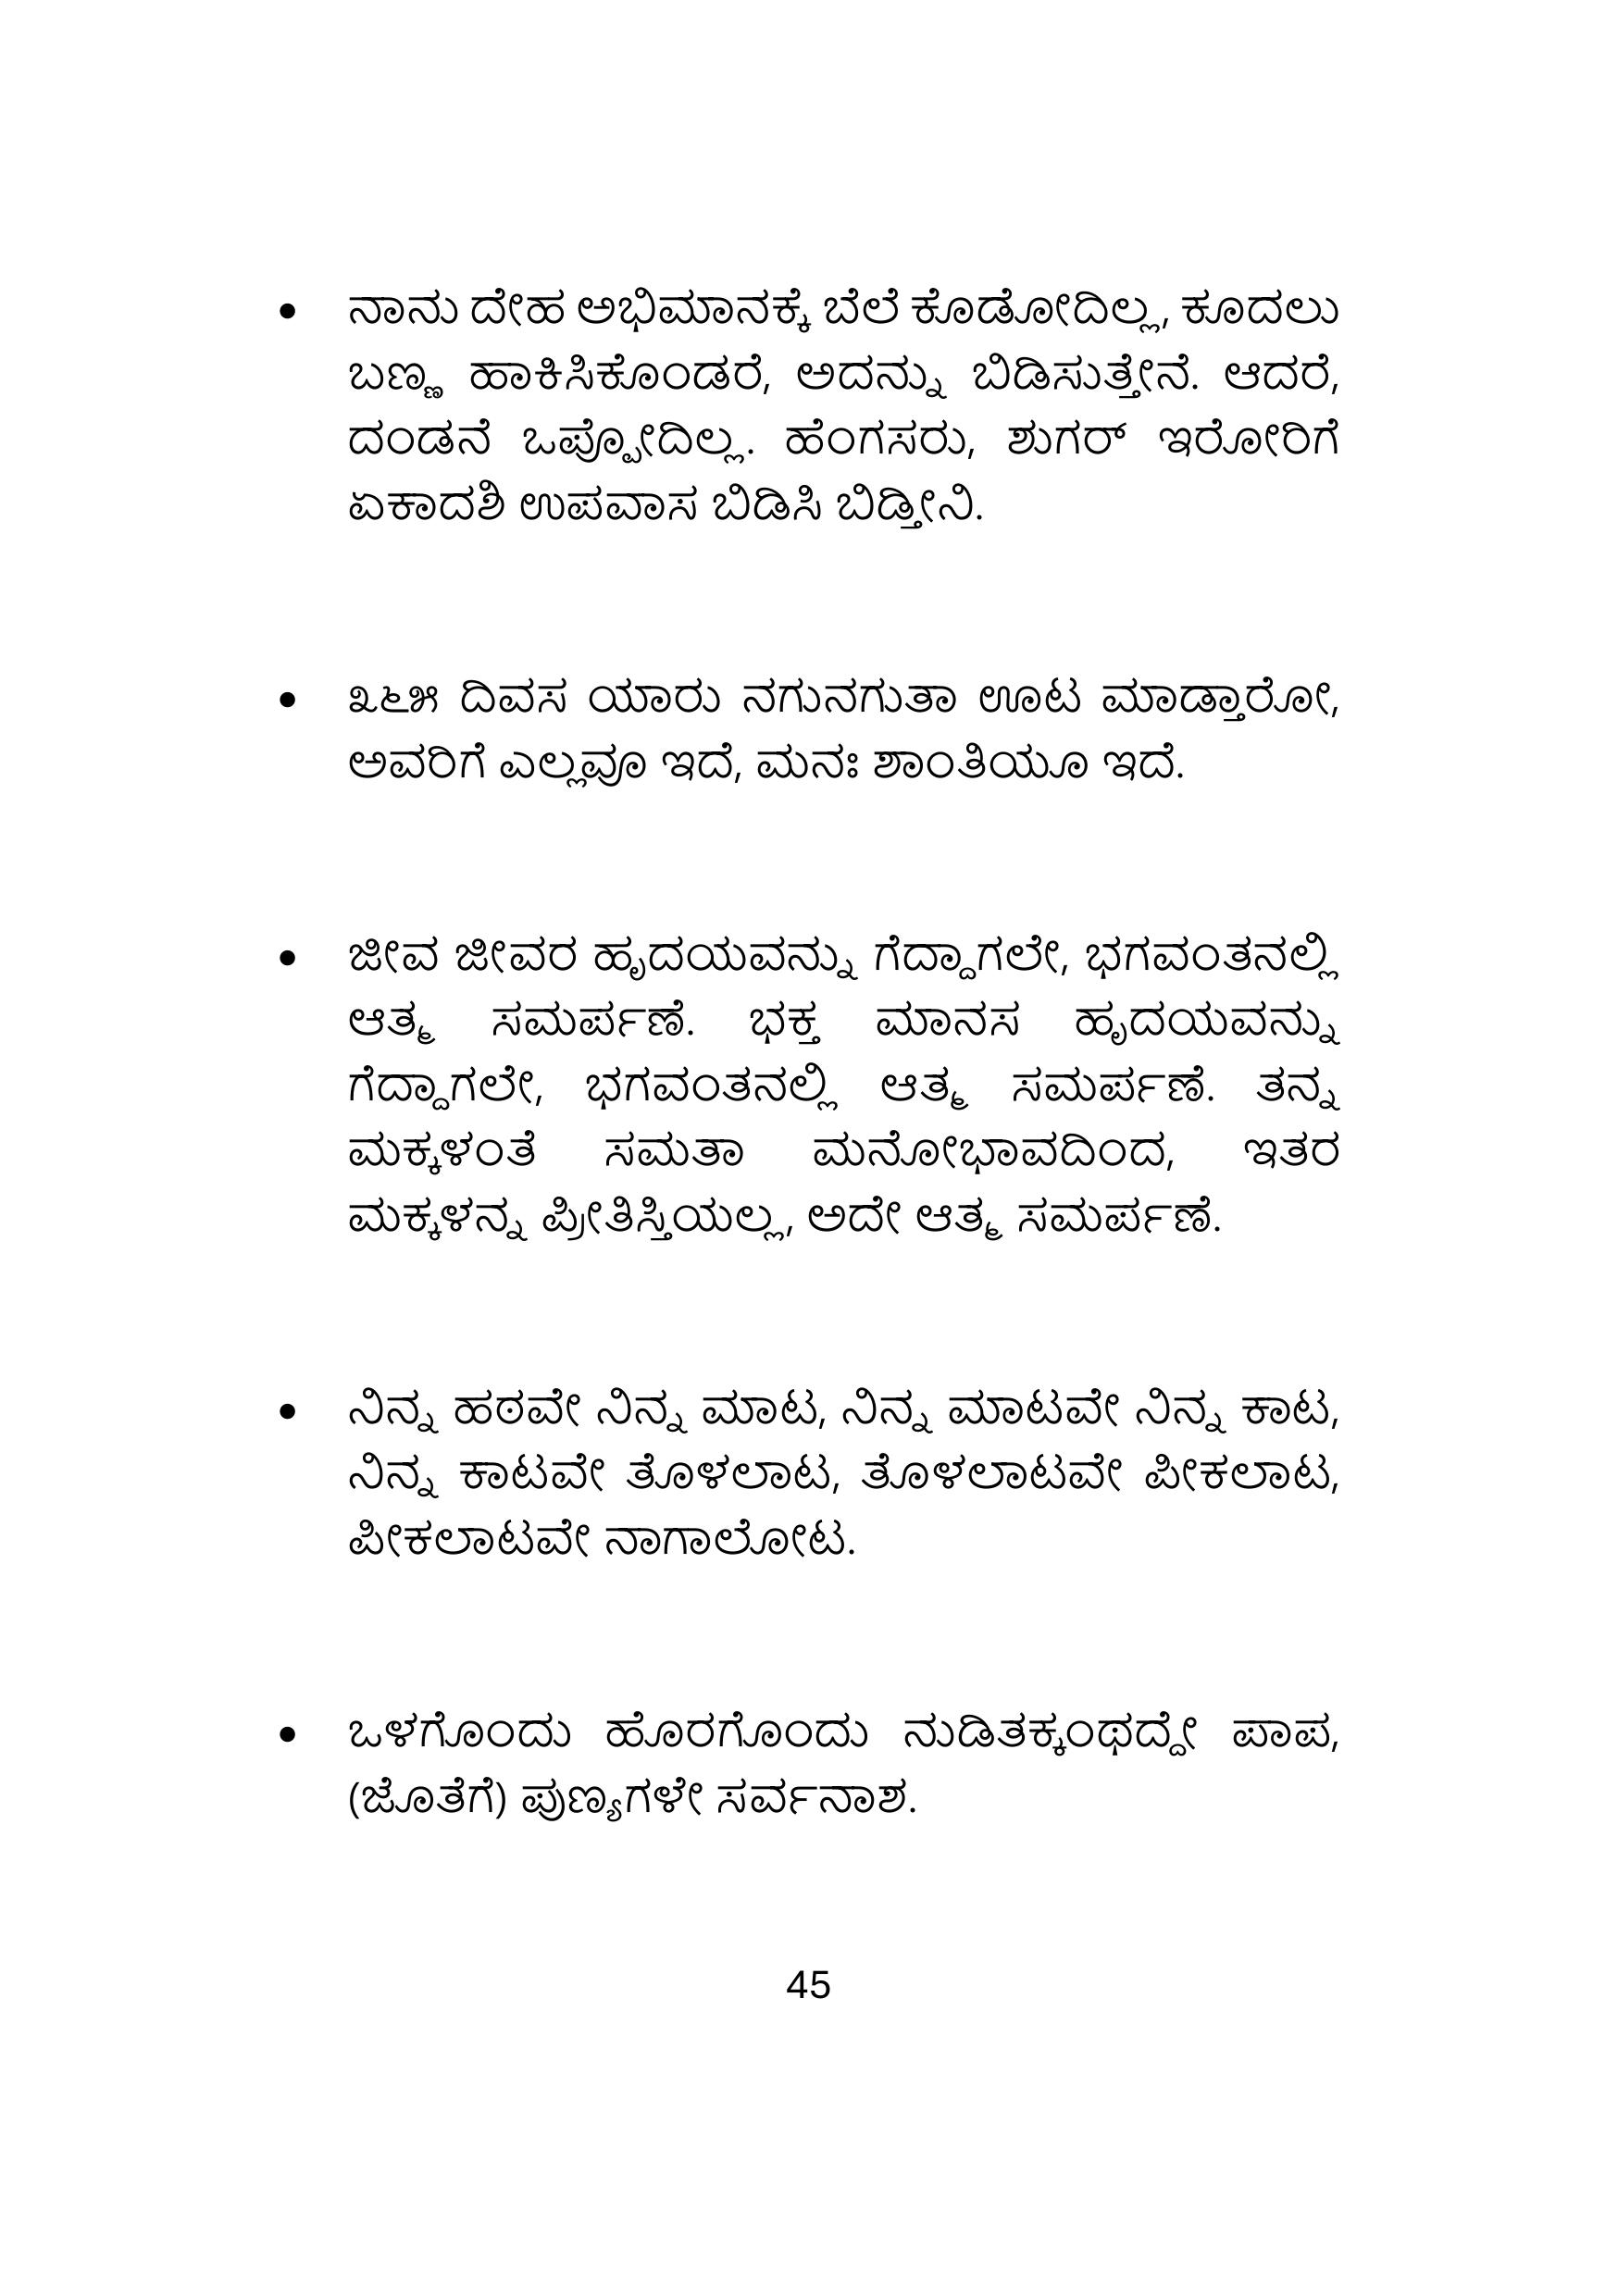 • ನಾನು ದೇಹ ಅಭಿಮಾನಕ್ಕೆ ಬೆಲೆ ಕೊಡೋದಿಲ್ಲ, ಕೂದಲು
ಬಣ್ಣ ಹಾಕಿಸಿಕೊಂಡರೆ, ಅದನ್ನು ಬಿಡಿಸುತ್ತೇನೆ. ಆದರೆ,
ದಂಡನೆ ಒಪ್ಪೋದಿಲ್ಲ. ಹೆಂಗಸರು, ಶುಗರ್ ಇರೋರಿಗೆ
ಏಕಾದಶಿ ಉಪವಾಸ ಬಿಡಿಸಿ ಬಿಡ್ತೀನಿ.
• ೩೬೫ ದಿವಸ ಯಾರು ನಗುನಗುತಾ ಊಟ ಮಾಡ್ತಾರೋ,
ಅವರಿಗೆ ಎಲ್ಲವೂ ಇದೆ, ಮನಃ ಶಾಂತಿಯೂ ಇದೆ.
• ಜೀವ ಜೀವರ ಹೃದಯವನ್ನು ಗೆದ್ದಾಗಲೇ, ಭಗವಂತನಲ್ಲಿ
ಆತ್ಮ ಸಮರ್ಪಣೆ. ಭಕ್ತ ಮಾನಸ ಹೃದಯವನ್ನು
ಗೆದ್ದಾಗಲೇ, ಭಗವಂತನಲ್ಲಿ ಆತ್ಮ ಸಮರ್ಪಣೆ. ತನ್ನ
ಮಕ್ಕಳಂತೆ ಸಮತಾ ಮನೋಭಾವದಿಂದ, ಇತರ
ಮಕ್ಕಳನ್ನ ಪ್ರೀತಿಸ್ತಿಯಲ್ಲ, ಅದೇ ಆತ್ಮ ಸಮರ್ಪಣೆ.
• ನಿನ್ನ ಹಠವೇ ನಿನ್ನ ಮಾಟ, ನಿನ್ನ ಮಾಟವೇ ನಿನ್ನ ಕಾಟ,
ನಿನ್ನ ಕಾಟವೇ ತೊಳಲಾಟ, ತೊಳಲಾಟವೇ ಪೀಕಲಾಟ,
ಪೀಕಲಾಟವೇ ನಾಗಾಲೋಟ.
• ಒಳಗೊಂದು ಹೊರಗೊಂದು ನುಡಿತಕ್ಕಂಥದ್ದೇ ಪಾಪ,
(ಜೊತೆಗೆ) ಪುಣ್ಯಗಳೇ ಸರ್ವನಾಶ.
45